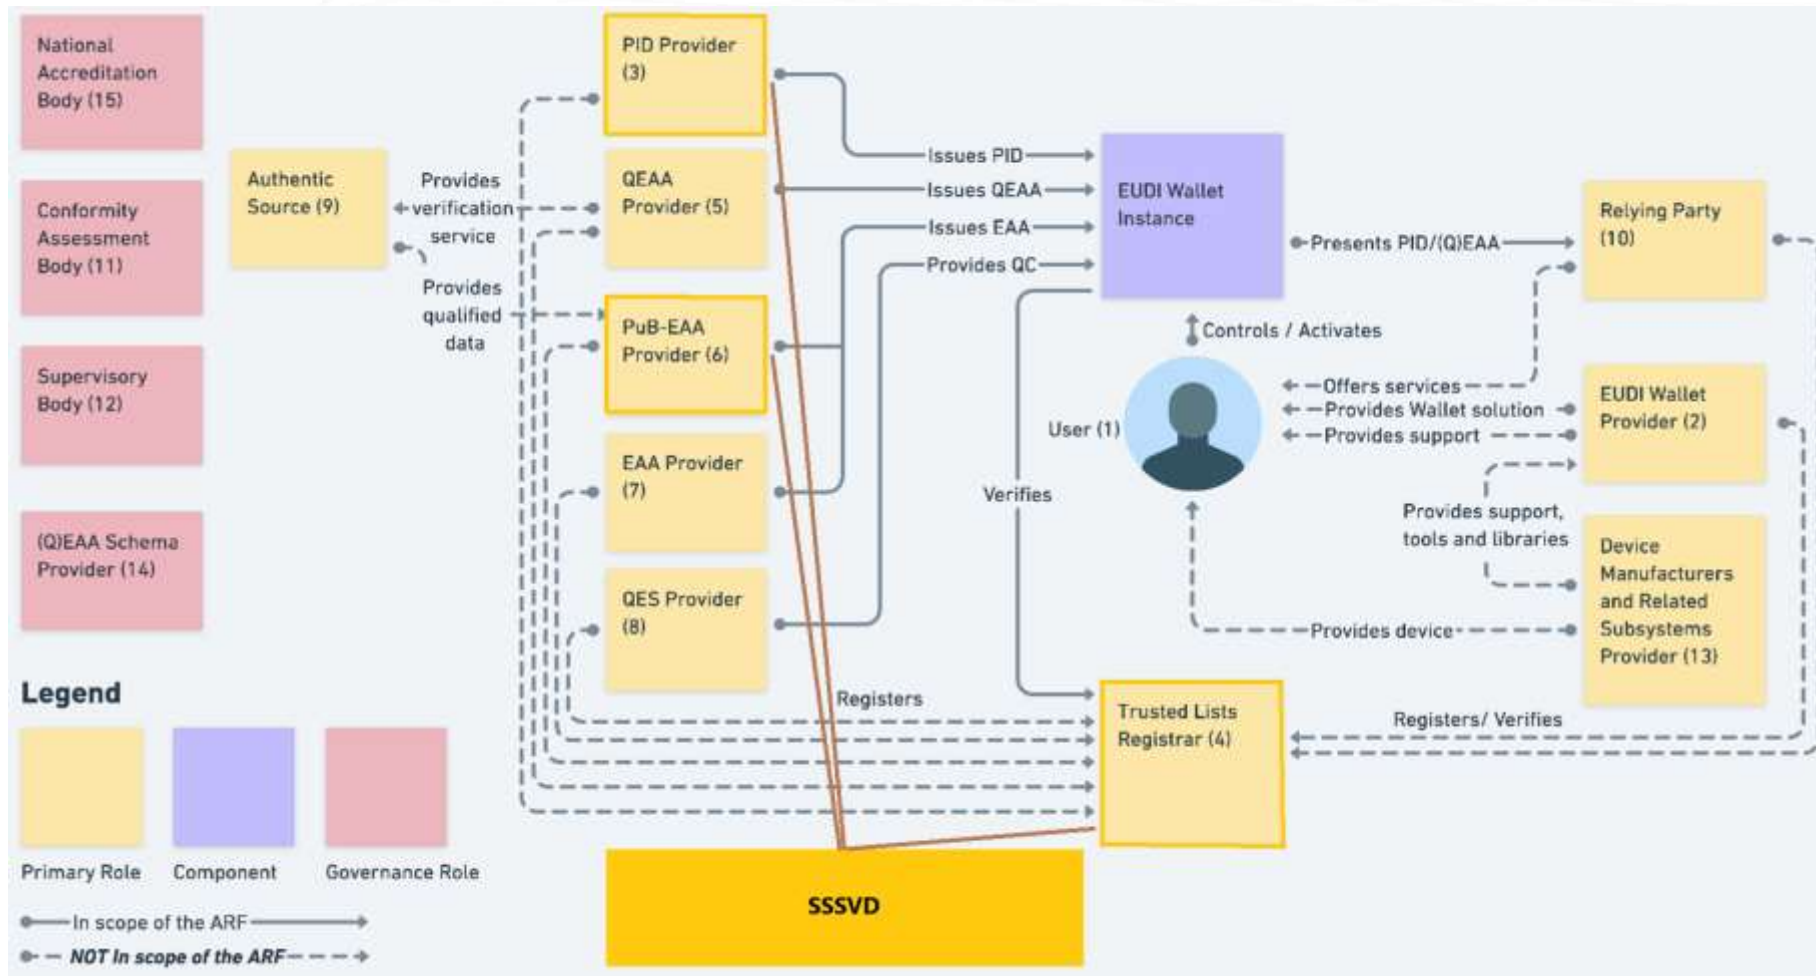 National
Accreditation
Body (15)
Conformity
Assessment
Body (11)
Supervisory
Body (12)
(Q)EAA Schema
Provider (14)
Authentic
Source (9)
Provides
verification
service
Provides
qualified
data
PID Provider
(3)
QEAA
Provider (5)
PuB-EAA
Provider (6)
EAA Provider
(7)
QES Provider
(8)
Issues PID
Issues QEAA
Issues EAA
Provides QC
EUDI Wallet
Instance
Presents PID/(Q)EAA
Relying Party
(10)
Controls / Activates
User (1)
Offers services
Provides Wallet solution
Provides support
EUDI Wallet
Provider (2)
Verifies
Provides support,
tools and libraries
Device
Manufacturers
and Related
Subsystems
Provider (13)
Provides device
Registers
Trusted Lists
Registrar (4)
Registers/ Verifies
SSSVD
Legend
Primary Role
Component
Governance Role
In scope of the ARF
NOT In scope of the ARF